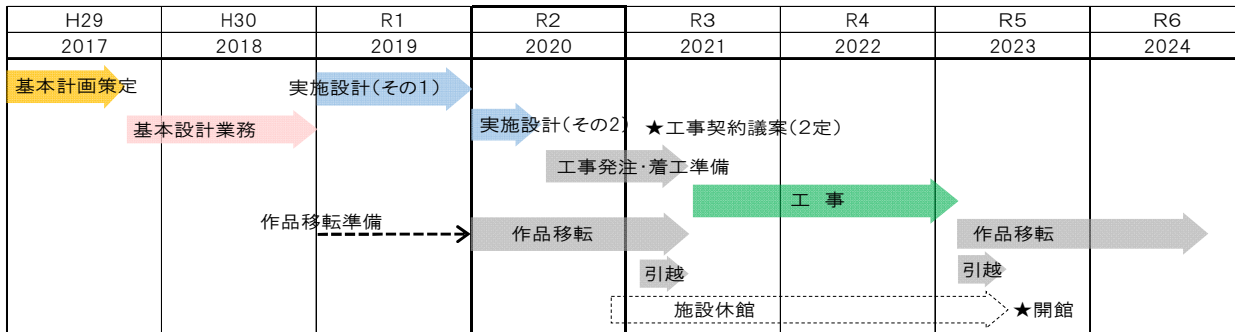 H29 H30 R1 R2 R3 R4 R5 R6
2017 2018 2019 2020 2021 2022 2023 2024
基本計画策定 実施設計(その1)
基本設計業務 実施設計(その2) ★工事契約議案(2定)
工事発注・着工準備
工 事
作品移転準備 作品移転 作品移転
引越 引越
施設休館 ★開館